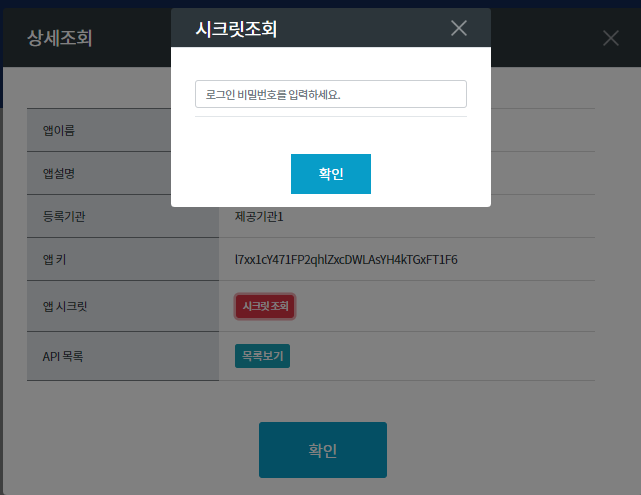 상세조회
시크릿조회
로그인 비밀번호를 입력하세요.
확인
앱이름
앱설명
등록기관 제공기관1
앱 키 l7xx1cY471FP2qhlZxcDWLAsYH4kTGxFT1F6
앱 시크릿 시크릿조회
API 목록 목록보기
확인